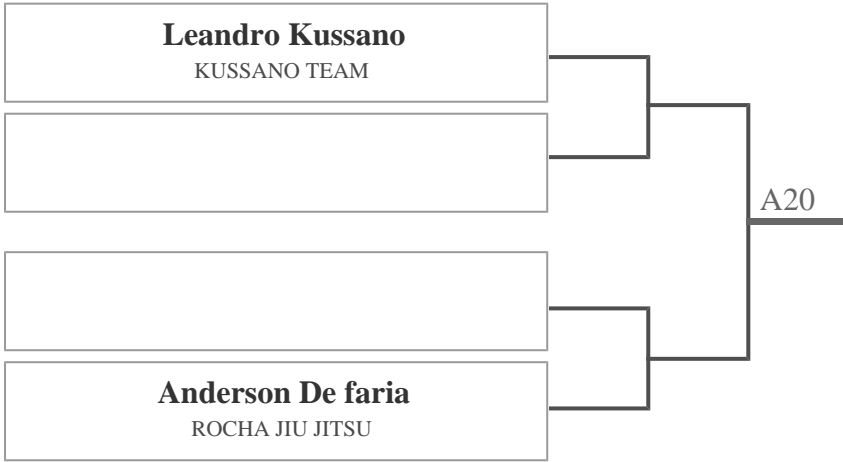 Leandro Kussano
KUSSANO TEAM
A20
Anderson De faria
ROCHA JIU JITSU